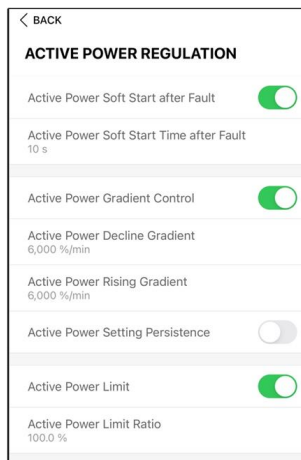 BACK
ACTIVE POWER REGULATION
Active Power Soft Start after Fault
Active Power Soft Start Time after Fault
10 s
Active Power Gradient Control
Active Power Decline Gradient
6,000 %/min
Active Power Rising Gradient
6,000 %/min
Active Power Setting Persistence
Active Power Limit
Active Power Limit Ratio
100.0 %